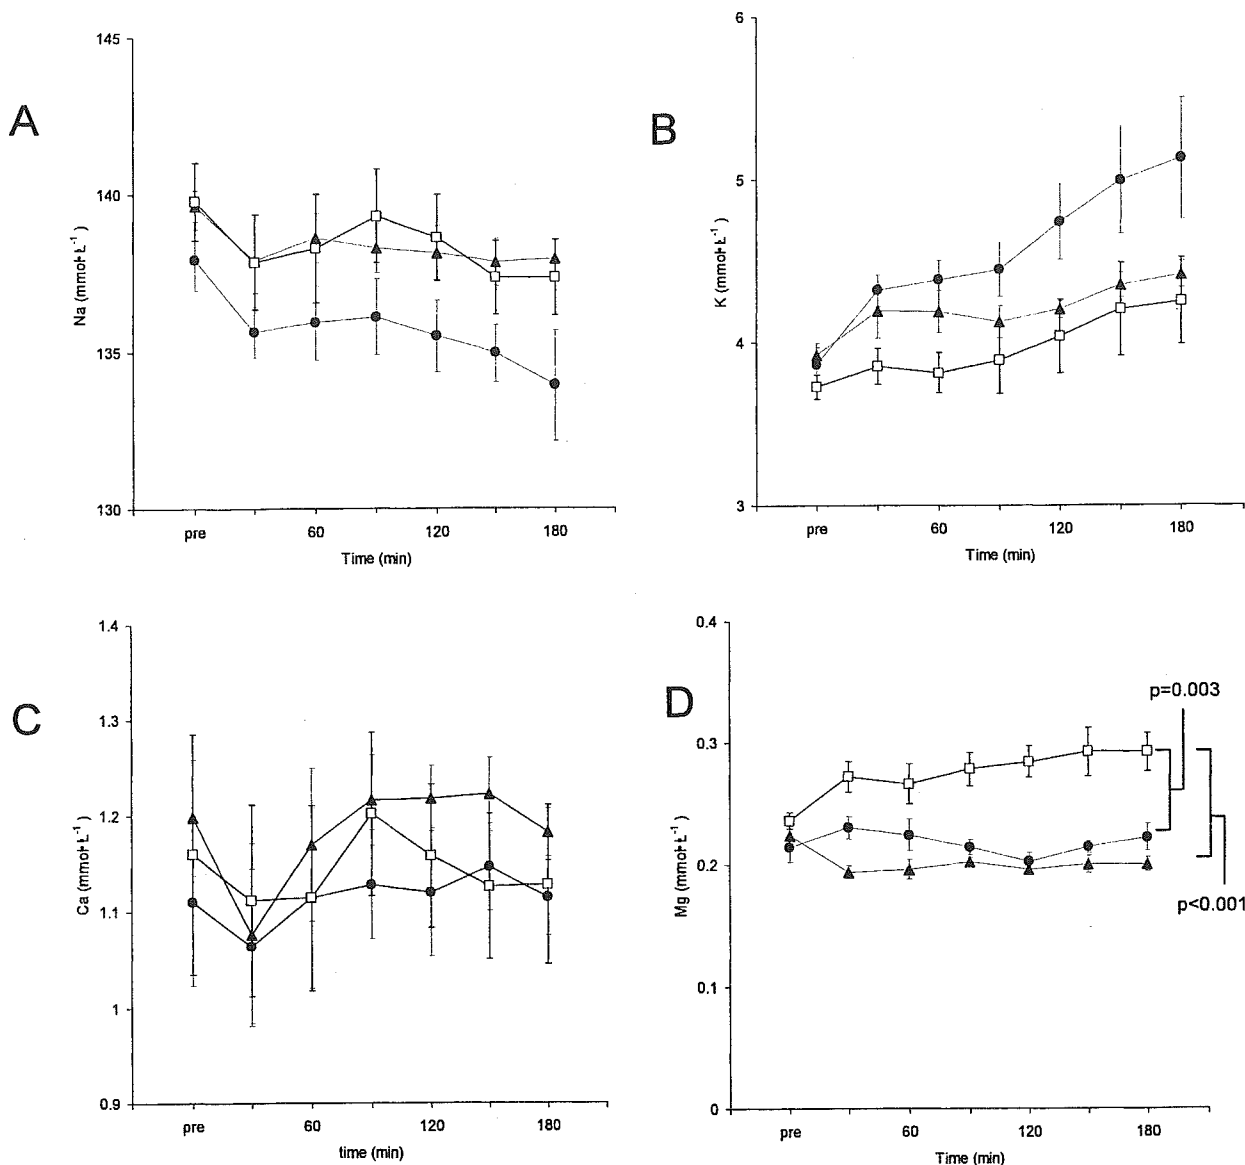 A
Na (mmol·L⁻¹)
145
140
135
130
pre
60
120
180
Time (min)
B
K (mmol·L⁻¹)
6
5
4
3
pre
60
120
180
Time (min)
C
Ca (mmol·L⁻¹)
1.4
1.3
1.2
1.1
1
0.9
pre
60
120
180
time (min)
D
Mg (mmol·L⁻¹)
0.4
0.3
0.2
0.1
0
pre
60
120
180
Time (min)
p=0.003
p<0.001